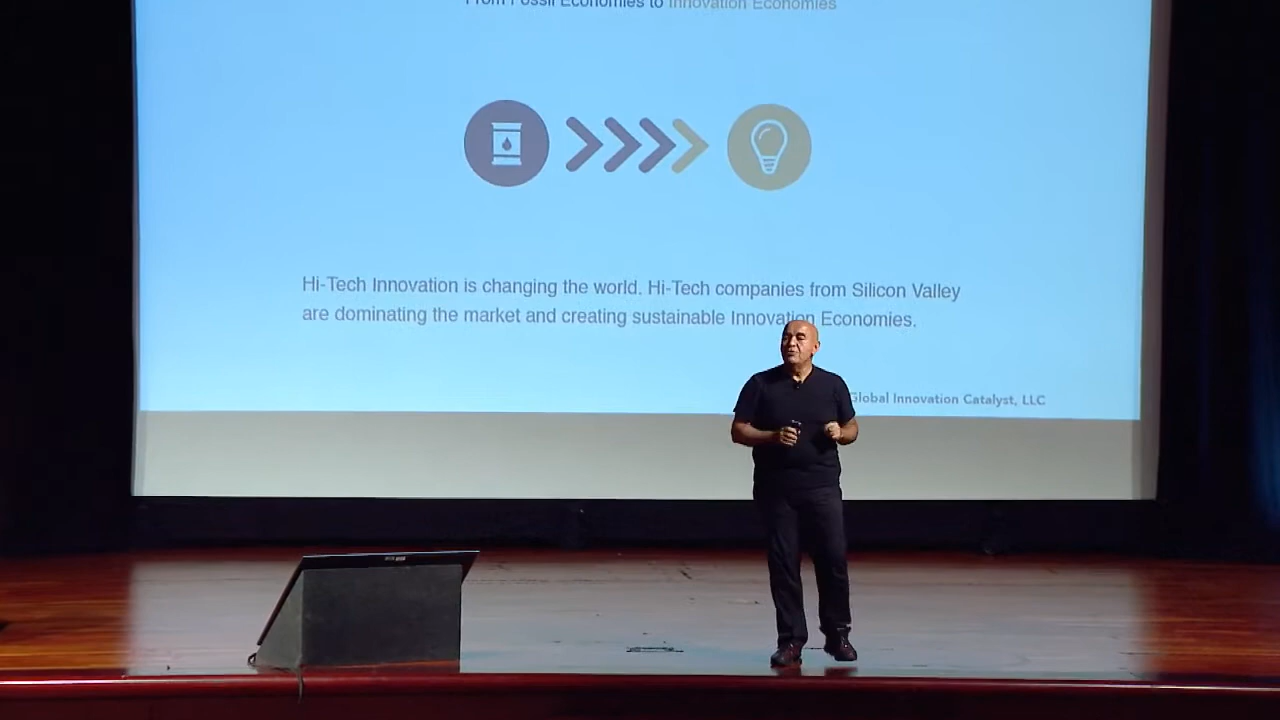 From Fossil Economies to Innovation Economies
Hi-Tech Innovation is changing the world. Hi-Tech companies from Silicon Valley
are dominating the market and creating sustainable Innovation Economies.
Global Innovation Catalyst, LLC